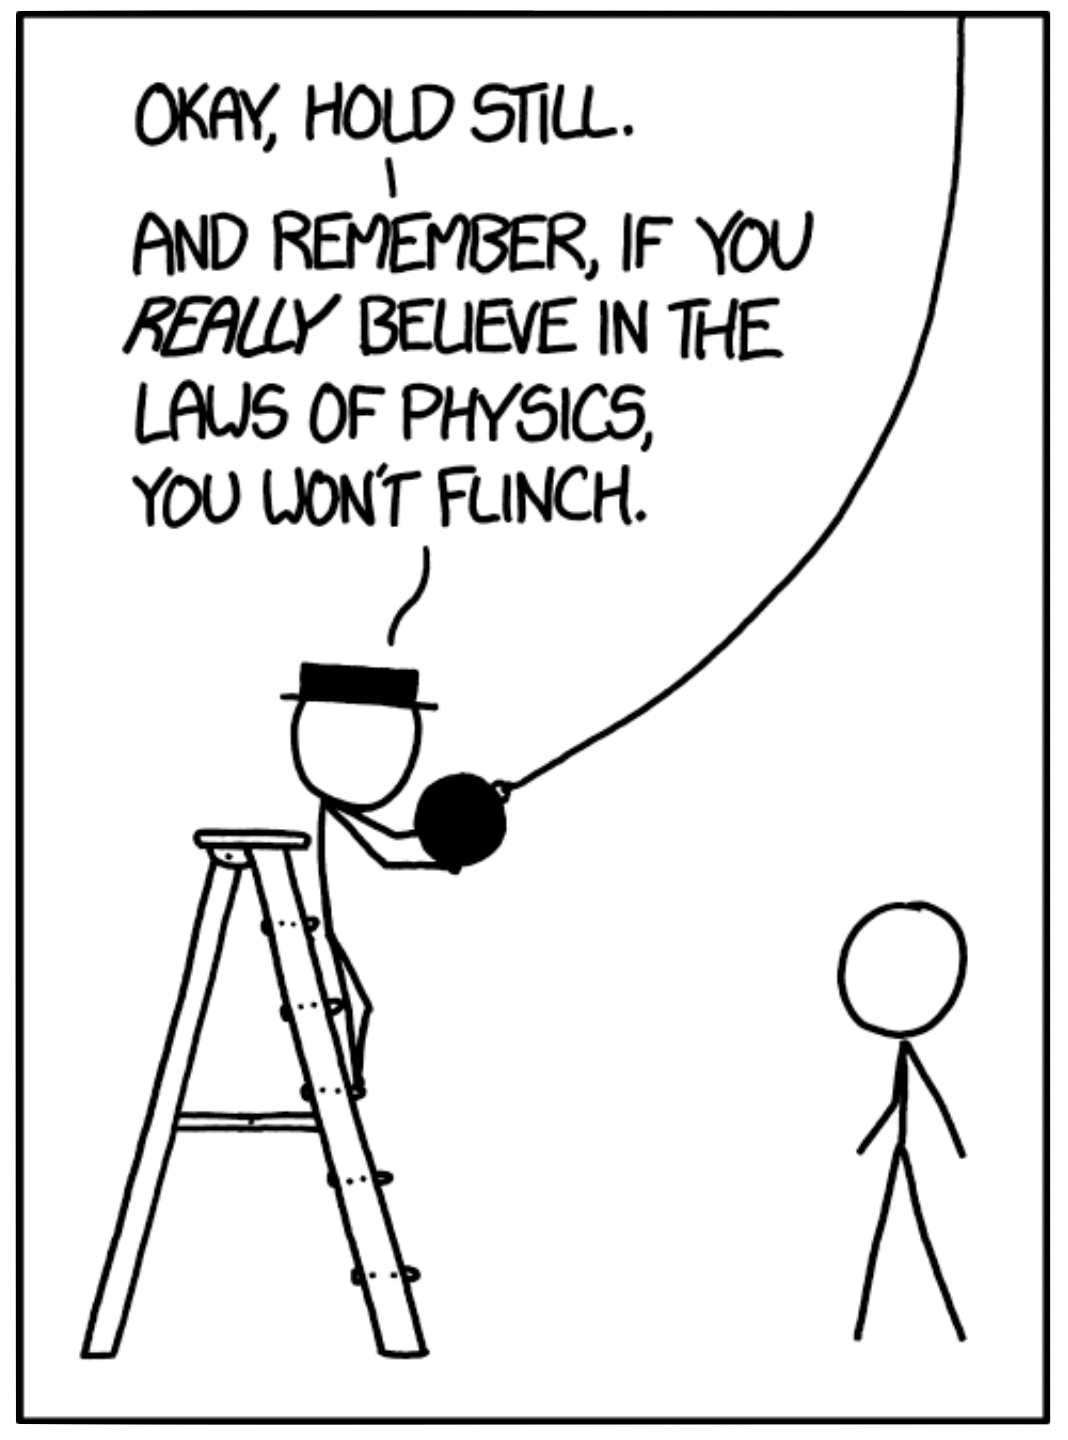 OKAY, HOLD STILL.
AND REMEMBER, IF YOU
REALLY BELIEVE IN THE
LAWS OF PHYSICS,
YOU WON'T FLINCH.